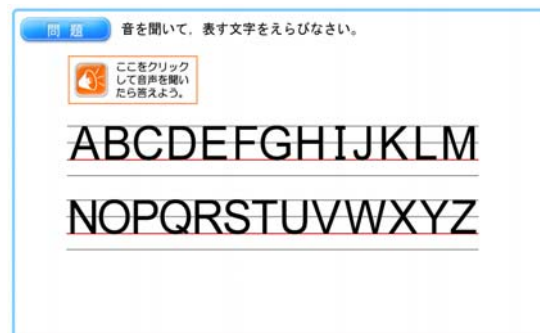 問題 音を聞いて，表す文字をえらびなさい。
ここをクリック
して音声を聞い
たら答えよう。
ABCDEFGHIJKLM
NOPQRSTUVWXYZ